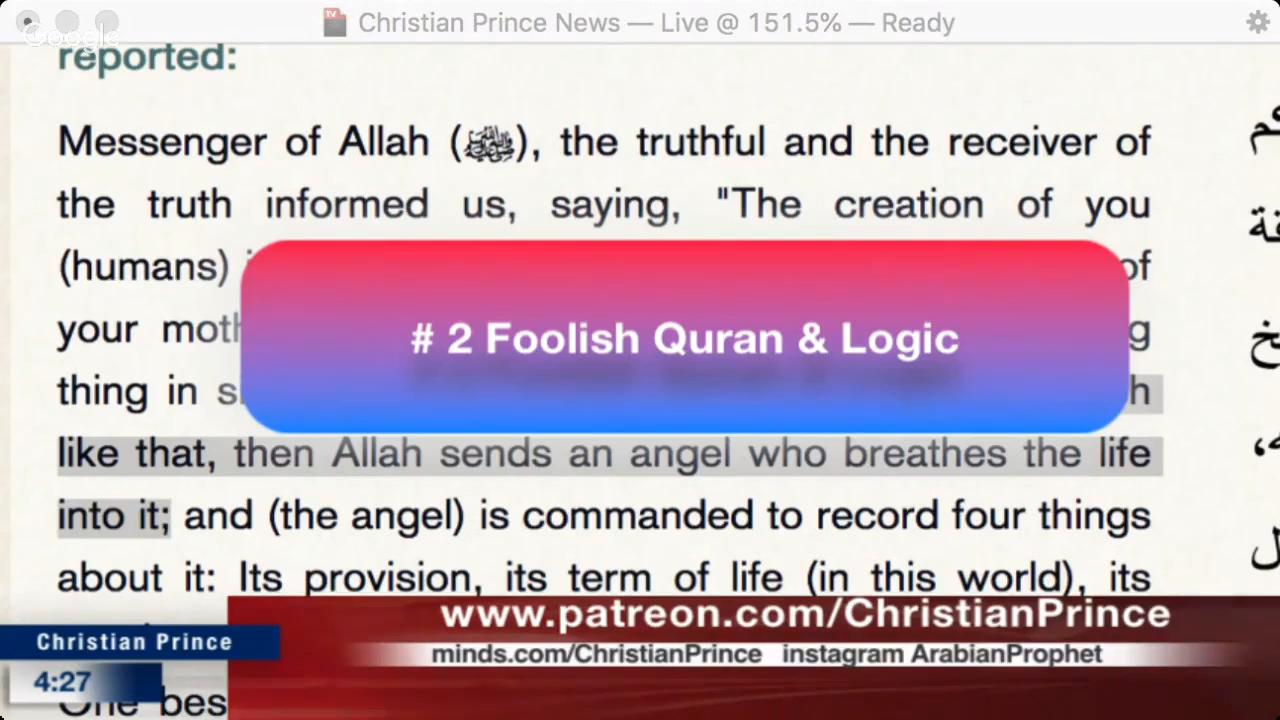 Christian Prince News — Live @ 151.5% — Ready
Google
reported:
Messenger of Allah (ﷺ), the truthful and the receiver of
the truth informed us, saying, "The creation of you
(humans) of
your
thing in
# 2 Foolish Quran & Logic
like that, then Allah sends an angel who breathes the life
into it; and (the angel) is commanded to record four things
about it: Its provision, its term of life (in this world), its
www.patreon.com/ChristianPrince
Christian Prince
minds.com/ChristianPrince instagram ArabianProphet
4:27
One